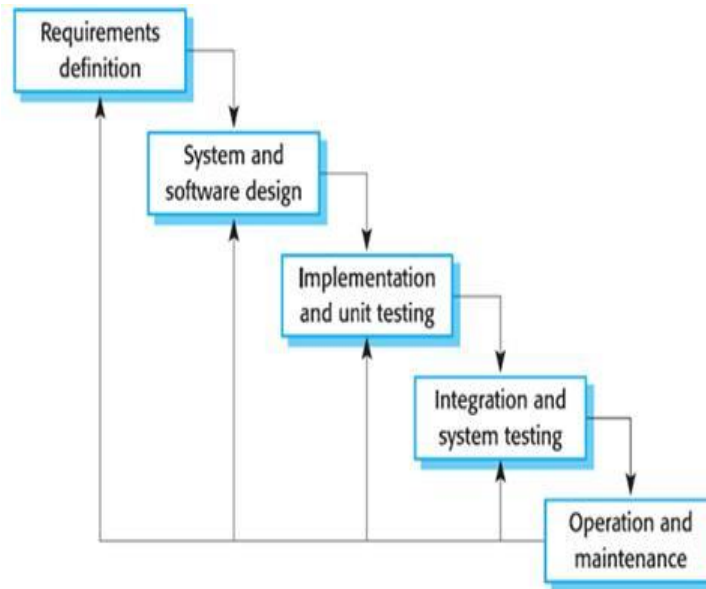 Requirements
definition
System and
software design
Implementation
and unit testing
Integration and
system testing
Operation and
maintenance